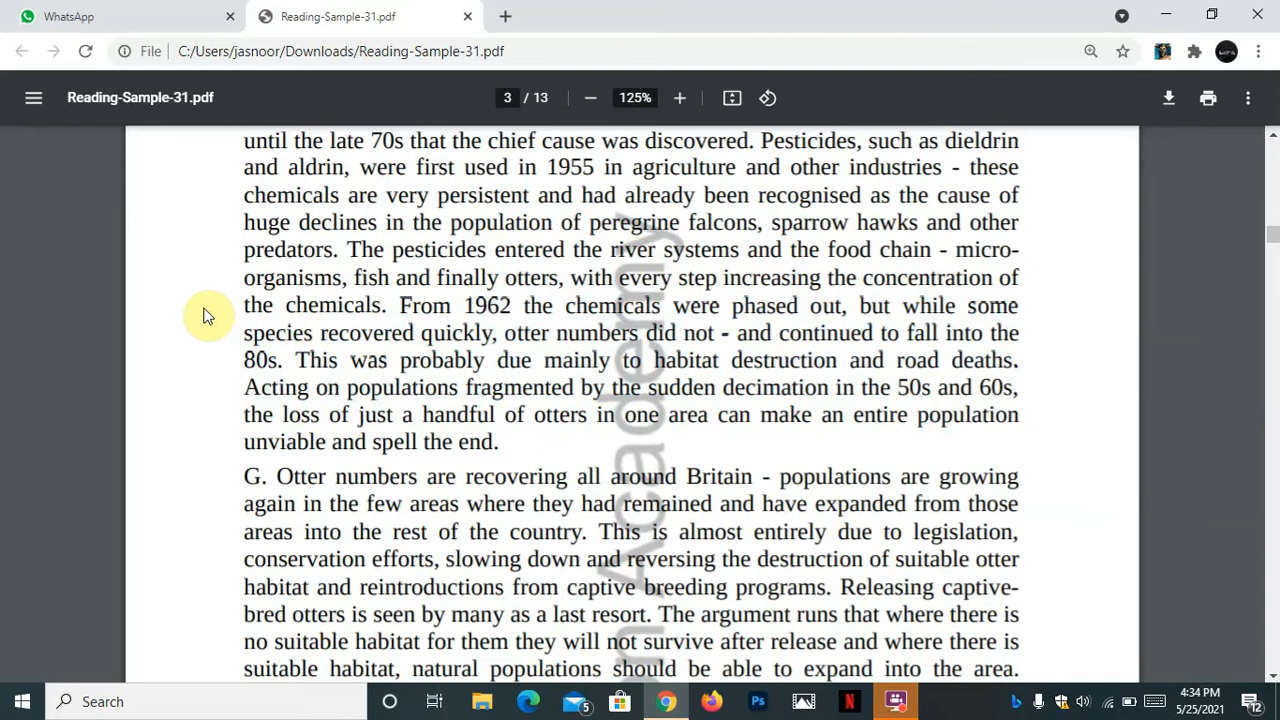 WhatsApp
Reading-Sample-31.pdf
File
C:/Users/jasnoor/Downloads/Reading-Sample-31.pdf
Reading-Sample-31.pdf
3 / 13
125%
until the late 70s that the chief cause was discovered. Pesticides, such as dieldrin
and aldrin, were first used in 1955 in agriculture and other industries - these
chemicals are very persistent and had already been recognised as the cause of
huge declines in the population of peregrine falcons, sparrow hawks and other
predators. The pesticides entered the river systems and the food chain - micro-
organisms, fish and finally otters, with every step increasing the concentration of
the chemicals. From 1962 the chemicals were phased out, but while some
species recovered quickly, otter numbers did not - and continued to fall into the
80s. This was probably due mainly to habitat destruction and road deaths.
Acting on populations fragmented by the sudden decimation in the 50s and 60s,
the loss of just a handful of otters in one area can make an entire population
unviable and spell the end.
G. Otter numbers are recovering all around Britain - populations are growing
again in the few areas where they had remained and have expanded from those
areas into the rest of the country. This is almost entirely due to legislation,
conservation efforts, slowing down and reversing the destruction of suitable otter
habitat and reintroductions from captive breeding programs. Releasing captive-
bred otters is seen by many as a last resort. The argument runs that where there is
no suitable habitat for them they will not survive after release and where there is
suitable habitat, natural populations should be able to expand into the area.
Academy
Search
5
Ps
N
4:34 PM
5/25/2021
12